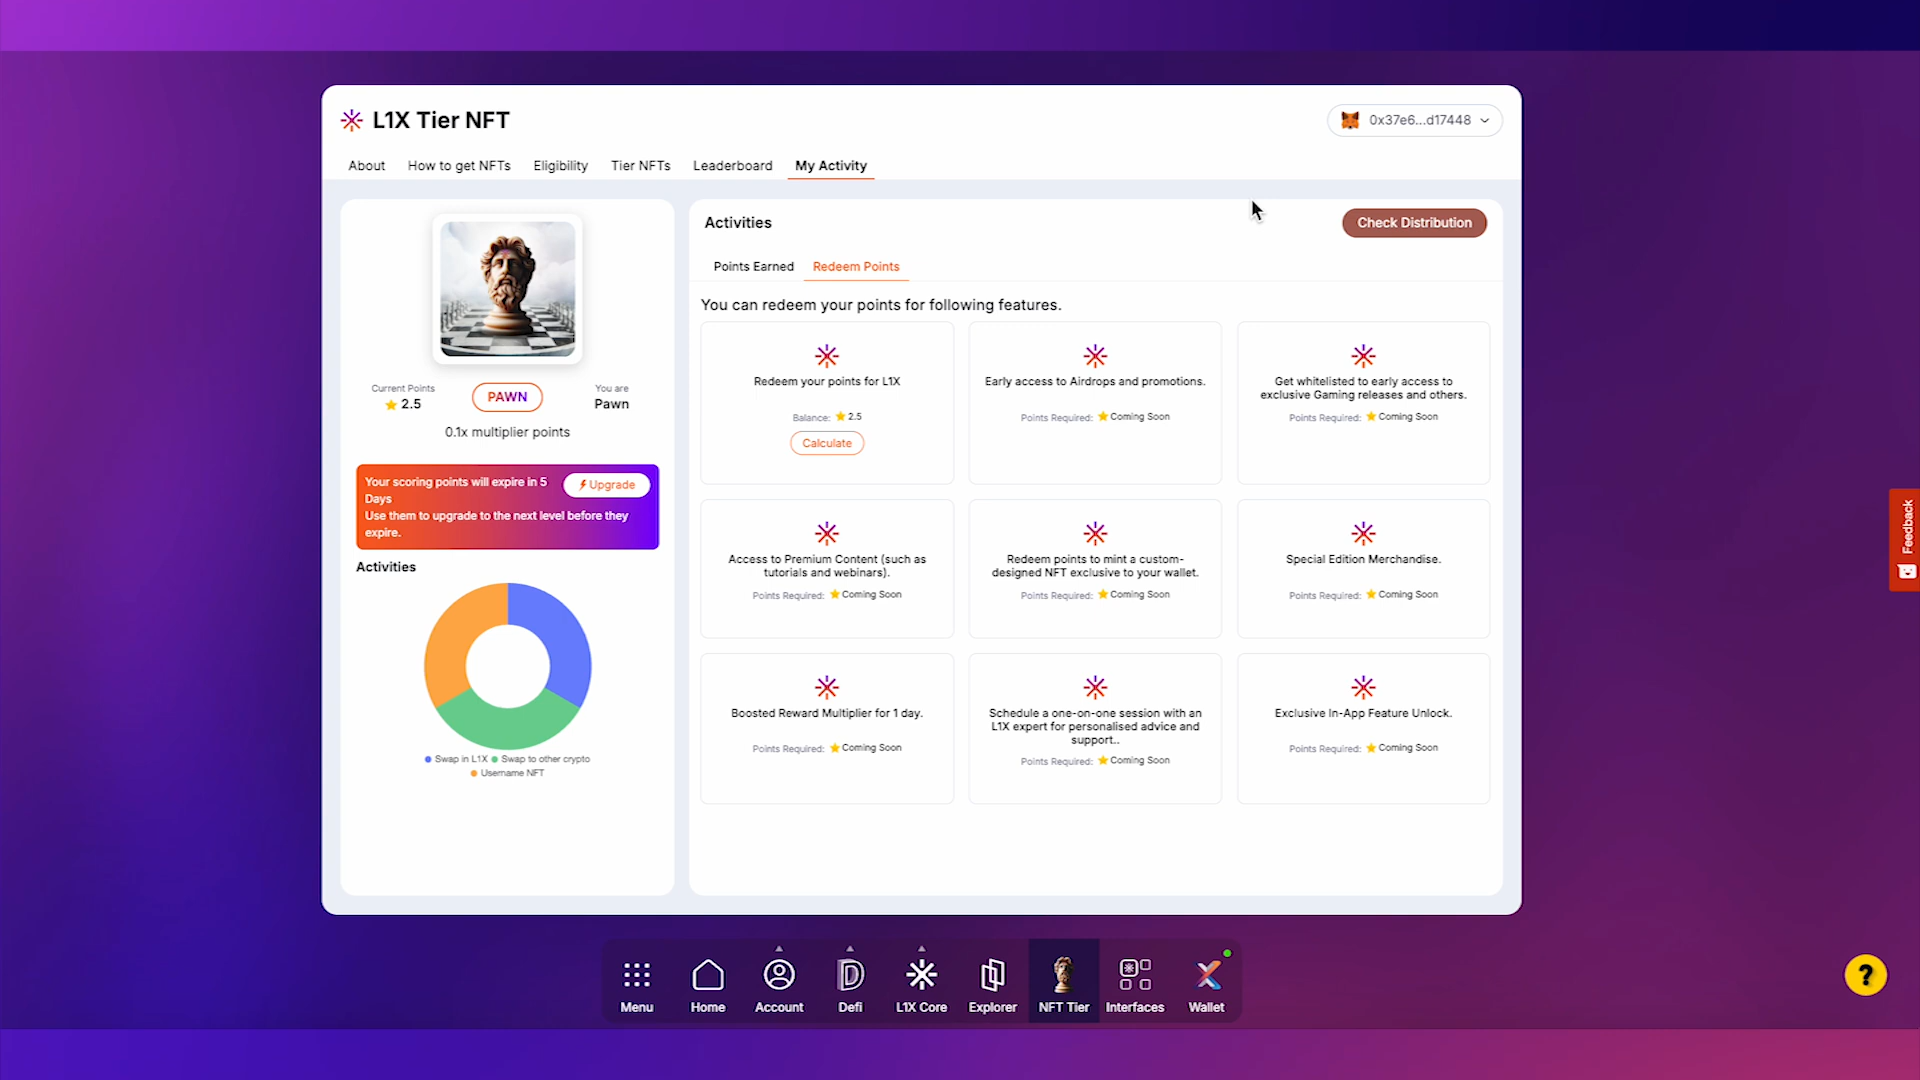 L1X Tier NFT
0x37e6...d17448
About
How to get NFTs
Eligibility
Tier NFTs
Leaderboard
My Activity
Current Points
2.5
PAWN
You are
Pawn
0.1x multiplier points
Your scoring points will expire in 5
Days
Use them to upgrade to the next level before they
expire.
Upgrade
Activities
Swap in L1X
Swap to other crypto
Username NFT
Activities
Check Distribution
Points Earned
Redeem Points
You can redeem your points for following features.
Redeem your points for L1X
Balance: 2.5
Calculate
Early access to Airdrops and promotions.
Points Required: Coming Soon
Get whitelisted to early access to
exclusive Gaming releases and others.
Points Required: Coming Soon
Access to Premium Content (such as
tutorials and webinars).
Points Required: Coming Soon
Redeem points to mint a custom-
designed NFT exclusive to your wallet.
Points Required: Coming Soon
Special Edition Merchandise.
Points Required: Coming Soon
Boosted Reward Multiplier for 1 day.
Points Required: Coming Soon
Schedule a one-on-one session with an
L1X expert for personalised advice and
support..
Points Required: Coming Soon
Exclusive In-App Feature Unlock.
Points Required: Coming Soon
Feedback
?
Menu
Home
Account
Defi
L1X Core
Explorer
NFT Tier
Interfaces
Wallet